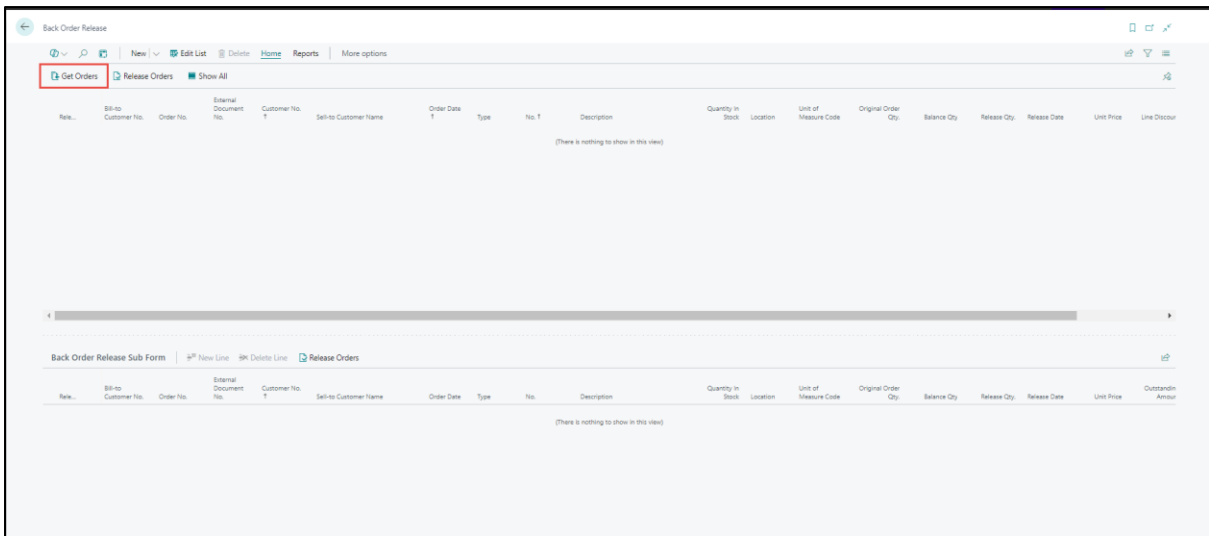 Back Order Release
New Edit List Delete Home Reports More options
Get Orders Release Orders Show All
Rele... Bill-to Customer No. Order No. External Document No. Customer No. ↑ Sell-to Customer Name Order Date ↑ Type No. ↑ Description Quantity in Stock Location Unit of Measure Code Original Order Qty. Balance Qty Release Qty. Release Date Unit Price Line Discour
(There is nothing to show in this view)
Back Order Release Sub Form New Line Delete Line Release Orders
Rele... Bill-to Customer No. Order No. External Document No. Customer No. ↑ Sell-to Customer Name Order Date Type No. Description Quantity in Stock Location Unit of Measure Code Original Order Qty. Balance Qty Release Qty. Release Date Unit Price Outstandin Amour
(There is nothing to show in this view)